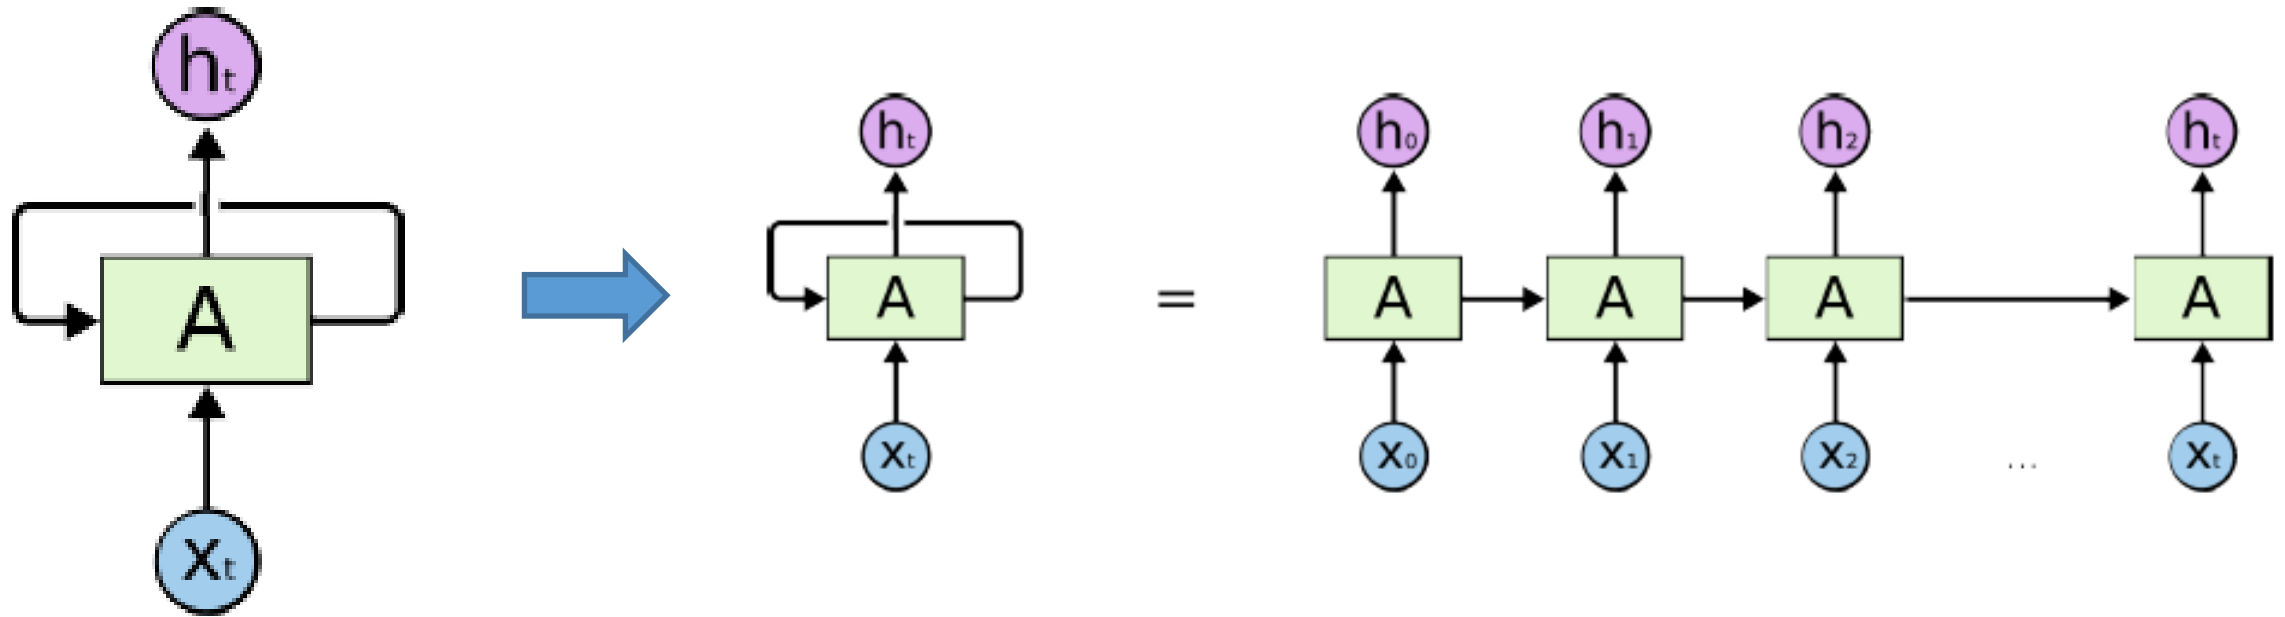 hₜ
A
xₜ
hₜ
A
xₜ
=
h₀ h₁ h₂ hₜ
A A A A
x₀ x₁ x₂ ... xₜ